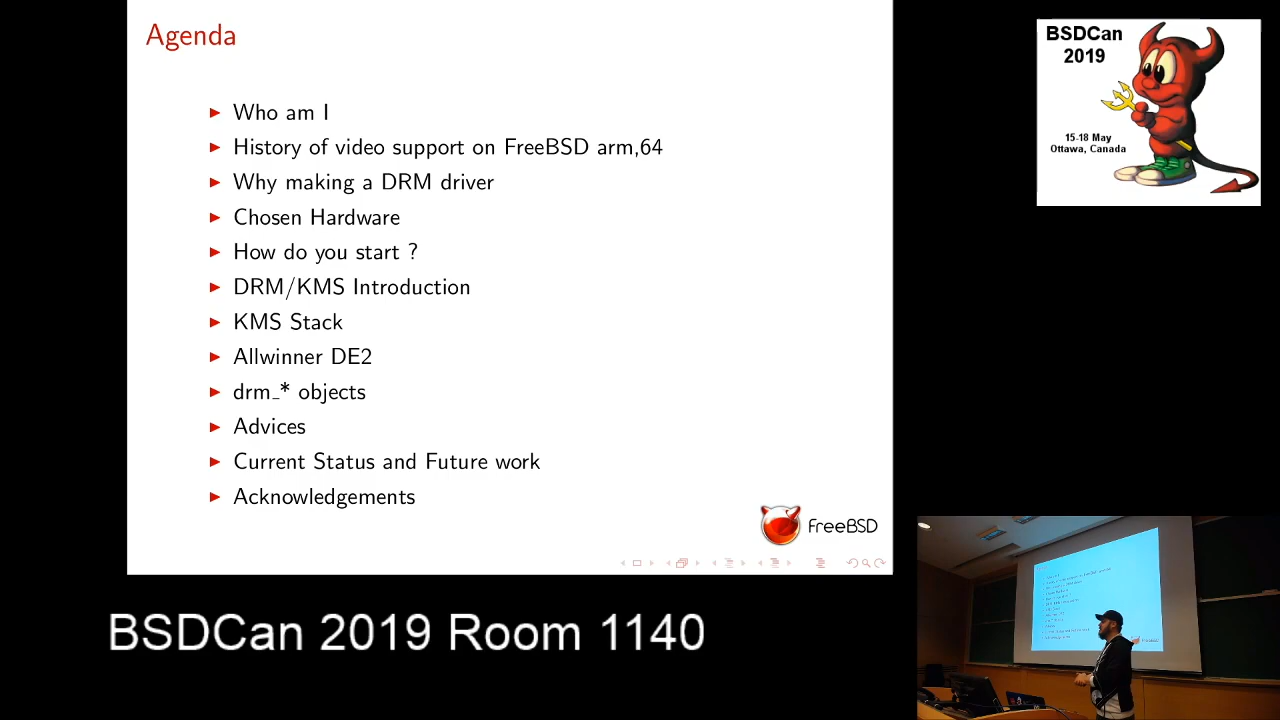 Agenda
Who am I
History of video support on FreeBSD arm,64
Why making a DRM driver
Chosen Hardware
How do you start ?
DRM/KMS Introduction
KMS Stack
Allwinner DE2
drm_* objects
Advices
Current Status and Future work
Acknowledgements
FreeBSD
BSDCan
2019
15-18 May
Ottawa, Canada
BSDCan 2019 Room 1140